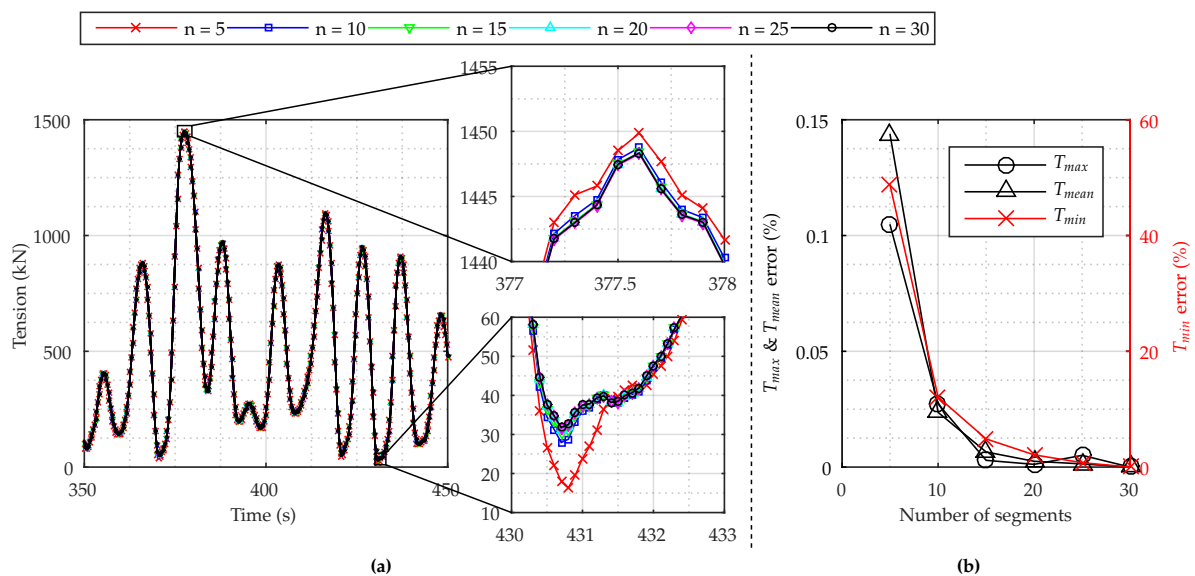 n = 5 n = 10 n = 15 n = 20 n = 25 n = 30
Tension (kN)
1500
1000
500
0
350 400 450
Time (s)
1455
1450
1445
1440
377 377.5 378
60
50
40
30
20
10
430 431 432 433
(a)
T_max & T_mean error (%)
0.15
0.1
0.05
0
0 10 20 30
Number of segments
T_max
T_mean
T_min
60
40
20
0
T_min error (%)
(b)